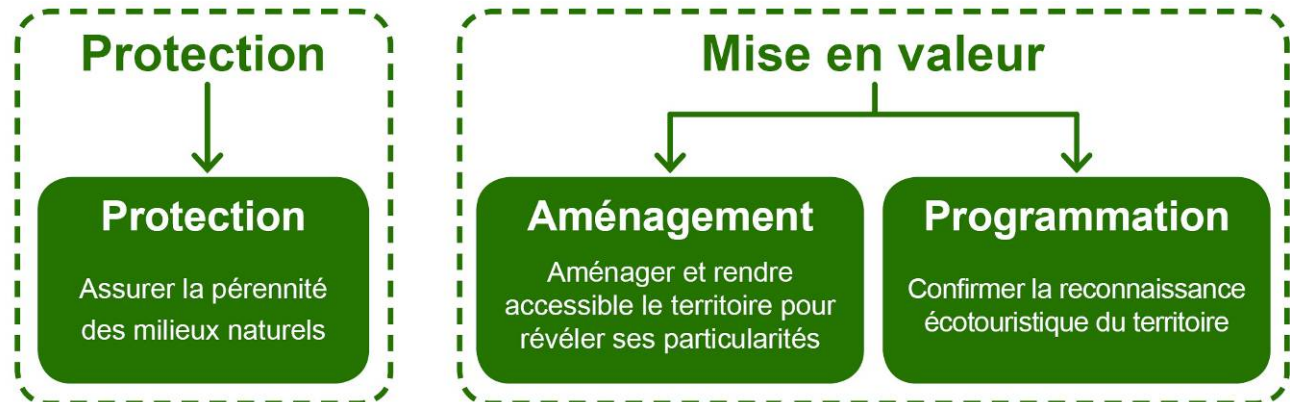 Protection
Protection
Assurer la pérennité
des milieux naturels
Mise en valeur
Aménagement
Aménager et rendre
accessible le territoire pour
révéler ses particularités
Programmation
Confirmer la reconnaissance
écotouristique du territoire